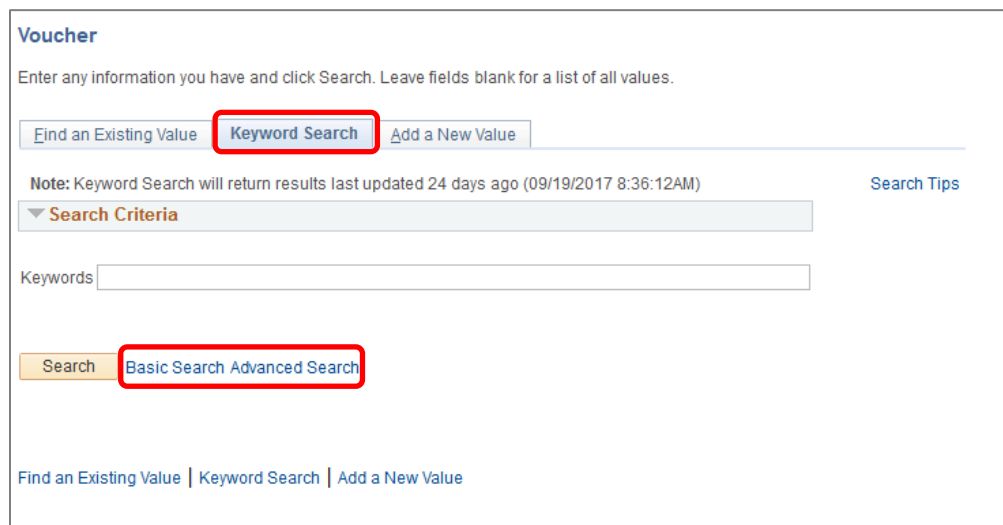 Voucher
Enter any information you have and click Search. Leave fields blank for a list of all values.
Find an Existing Value Keyword Search Add a New Value
Note: Keyword Search will return results last updated 24 days ago (09/19/2017 8:36:12AM) Search Tips
Search Criteria
Keywords
Search Basic Search Advanced Search
Find an Existing Value | Keyword Search | Add a New Value